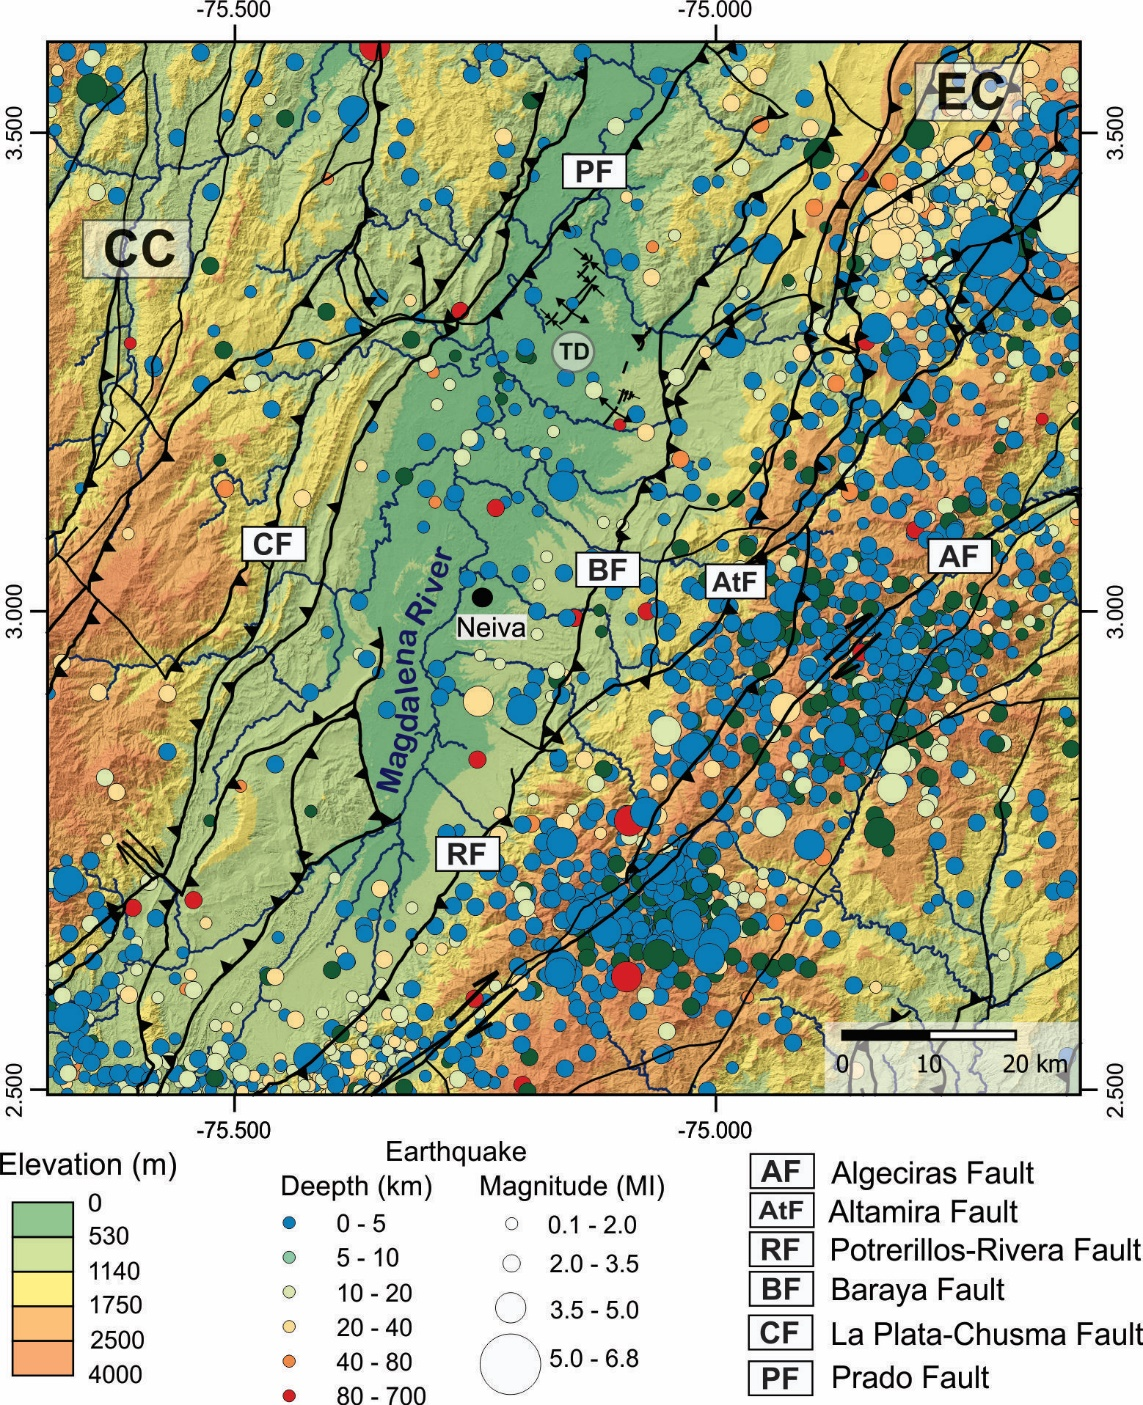 -75.500
-75.000
3.500
3.500
EC
PF
CC
TD
CF
BF
AtF
AF
3.000
3.000
Neiva
Magdalena River
RF
0
10
20 km
2.500
2.500
-75.500
-75.000
Elevation (m)
0
530
1140
1750
2500
4000
Earthquake
Deepth (km)
0 - 5
5 - 10
10 - 20
20 - 40
40 - 80
80 - 700
Magnitude (Ml)
0.1 - 2.0
2.0 - 3.5
3.5 - 5.0
5.0 - 6.8
AF Algeciras Fault
AtF Altamira Fault
RF Potrerillos-Rivera Fault
BF Baraya Fault
CF La Plata-Chusma Fault
PF Prado Fault